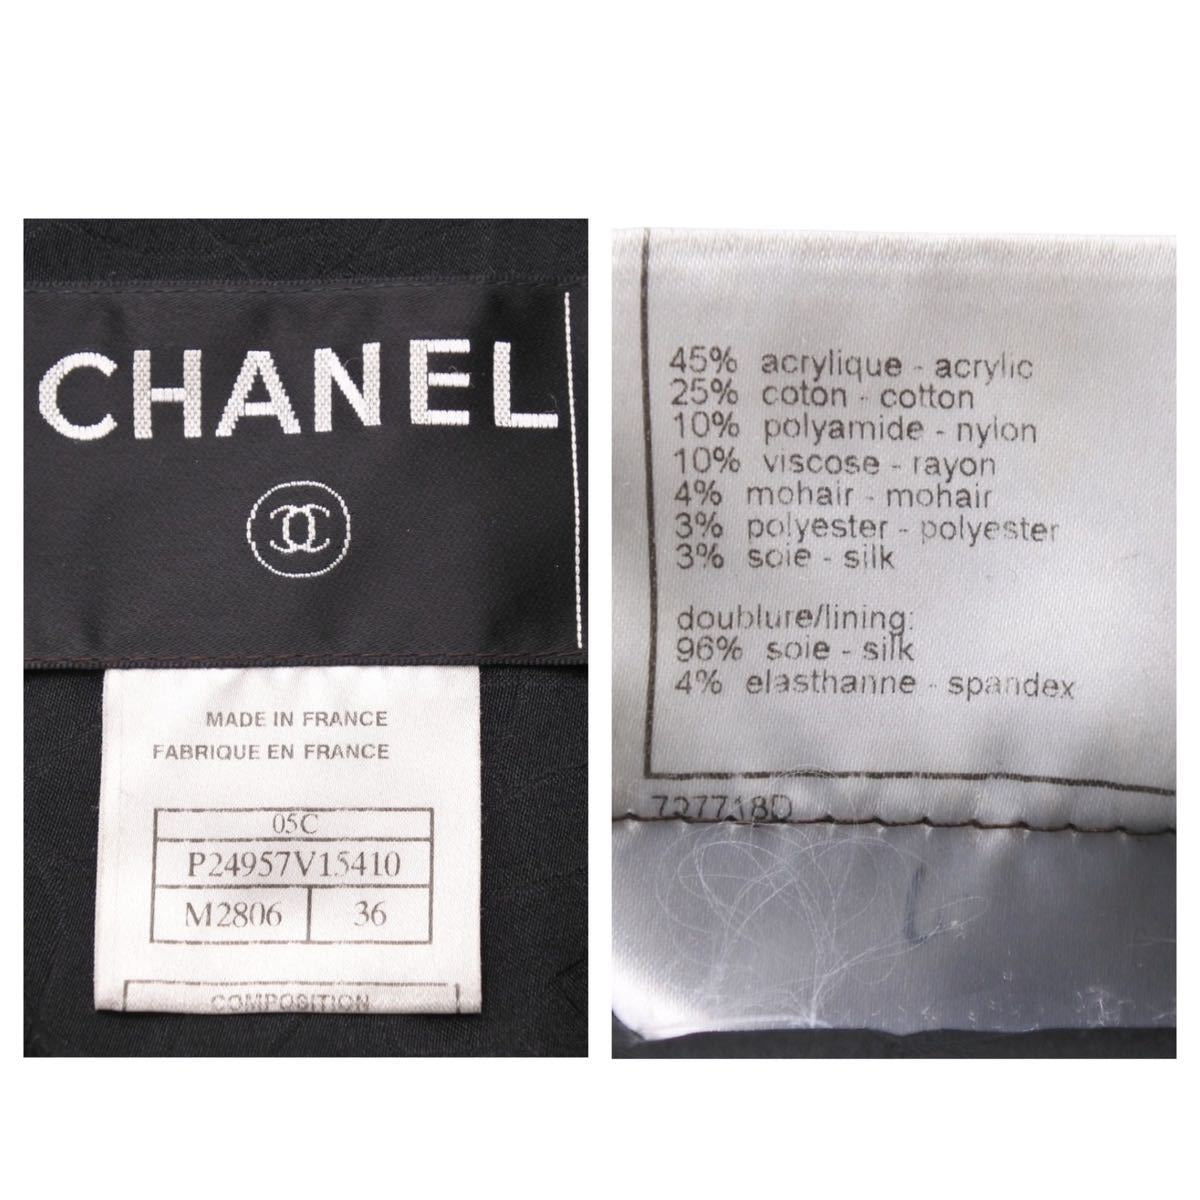 CHANEL
MADE IN FRANCE
FABRIQUE EN FRANCE
05C
P24957V15410
M2806 36
COMPOSITION
45% acrylique - acrylic
25% coton - cotton
10% polyamide - nylon
10% viscose - rayon
4% mohair - mohair
3% polyester - polyester
3% soie - silk
doublure/lining:
96% soie - silk
4% elasthanne - spandex
727718D